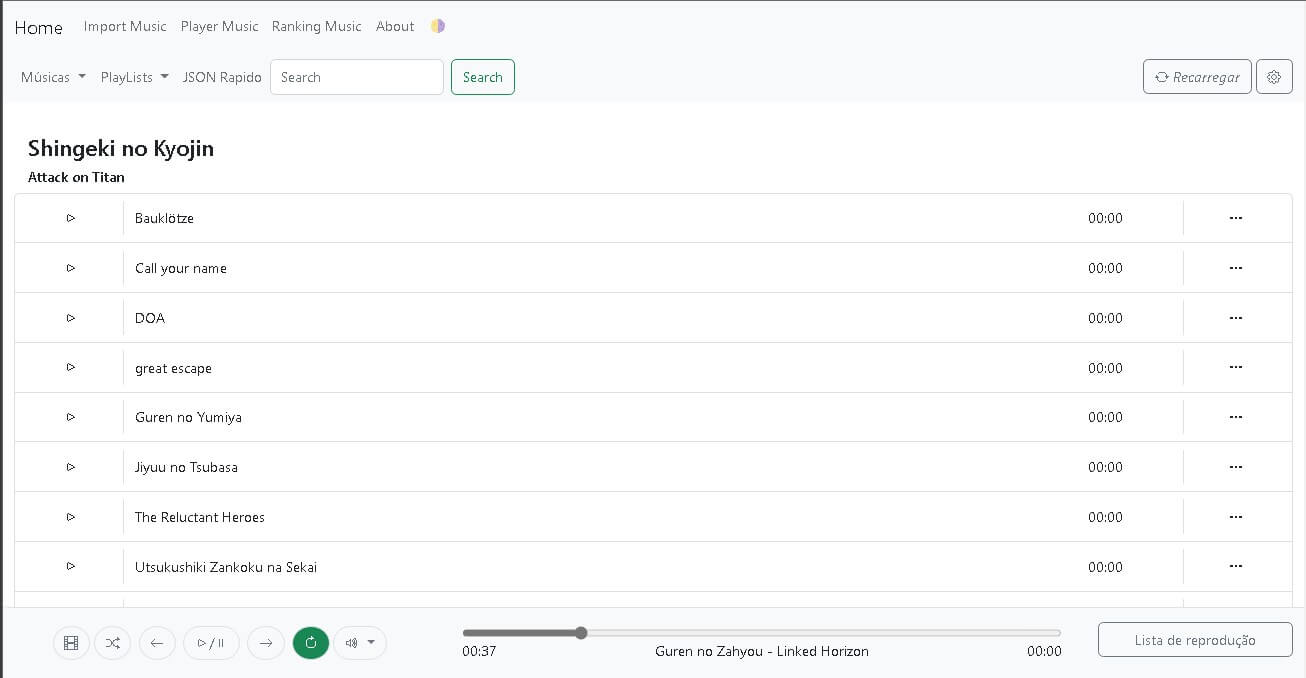 Home Import Music Player Music Ranking Music About
Músicas PlayLists JSON Rapido Search Search Recarregar
Shingeki no Kyojin
Attack on Titan
Bauklötze 00:00 ...
Call your name 00:00 ...
DOA 00:00 ...
great escape 00:00 ...
Guren no Yumiya 00:00 ...
Jiyuu no Tsubasa 00:00 ...
The Reluctant Heroes 00:00 ...
Utsukushiki Zankoku na Sekai 00:00 ...
Lista de reprodução
00:37 Guren no Zahyou - Linked Horizon 00:00